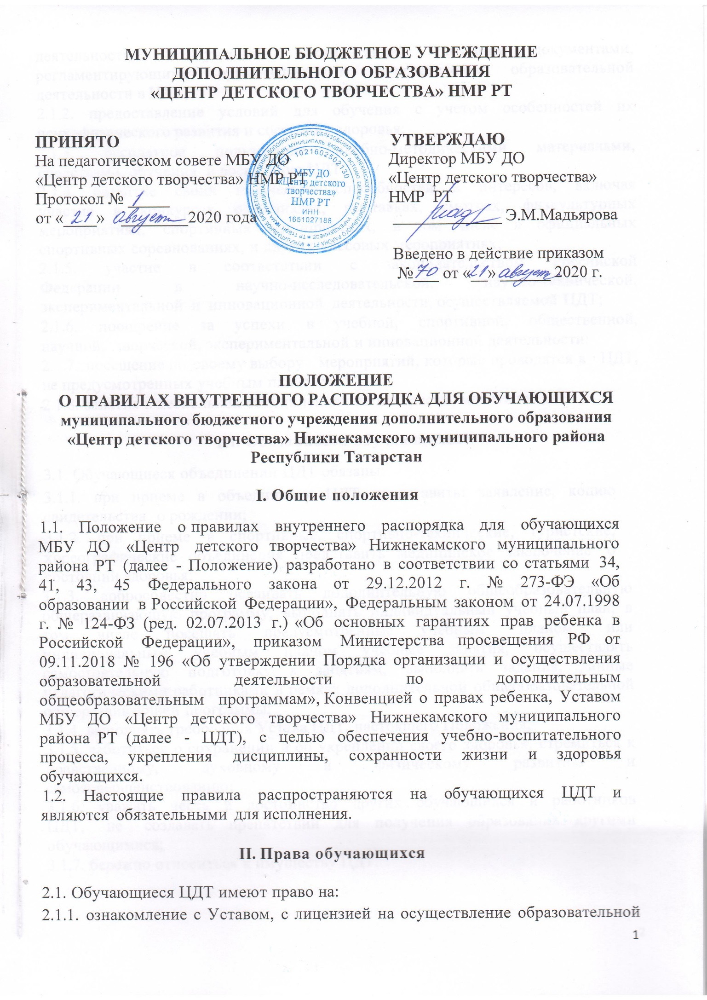 МУНИЦИПАЛЬНОЕ БЮДЖЕТНОЕ УЧРЕЖДЕНИЕ
ДОПОЛНИТЕЛЬНОГО ОБРАЗОВАНИЯ
«ЦЕНТР ДЕТСКОГО ТВОРЧЕСТВА» НМР РТ
ПРИНЯТО
На педагогическом совете МБУ ДО
«Центр детского творчества» НМР РТ
Протокол № 1
от « 21 » август 2020 года
ОГРН 1021602502130
МБУ ДО
«Центр детского
творчества»
НМР РТ
ИНН
1651027188
УТВЕРЖДАЮ
Директор МБУ ДО
«Центр детского творчества»
НМР РТ
Э.М.Мадьярова
Введено в действие приказом
№ 70 от «21» август 2020 г.
ПОЛОЖЕНИЕ
О ПРАВИЛАХ ВНУТРЕННОГО РАСПОРЯДКА ДЛЯ ОБУЧАЮЩИХСЯ
муниципального бюджетного учреждения дополнительного образования
«Центр детского творчества» Нижнекамского муниципального района
Республики Татарстан
I. Общие положения
1.1. Положение о правилах внутреннего распорядка для обучающихся
МБУ ДО «Центр детского творчества» Нижнекамского муниципального
района РТ (далее - Положение) разработано в соответствии со статьями 34,
41, 43, 45 Федерального закона от 29.12.2012 г. № 273-ФЭ «Об
образовании в Российской Федерации», Федеральным законом от 24.07.1998
г. № 124-ФЗ (ред. 02.07.2013 г.) «Об основных гарантиях прав ребенка в
Российской Федерации», приказом Министерства просвещения РФ от
09.11.2018 № 196 «Об утверждении Порядка организации и осуществления
образовательной деятельности по дополнительным
общеобразовательным программам», Конвенцией о правах ребенка, Уставом
МБУ ДО «Центр детского творчества» Нижнекамского муниципального
района РТ (далее - ЦДТ), с целью обеспечения учебно-воспитательного
процесса, укрепления дисциплины, сохранности жизни и здоровья
обучающихся.
1.2. Настоящие правила распространяются на обучающихся ЦДТ и
являются обязательными для исполнения.
II. Права обучающихся
2.1. Обучающиеся ЦДТ имеют право на:
2.1.1. ознакомление с Уставом, с лицензией на осуществление образовательной
1